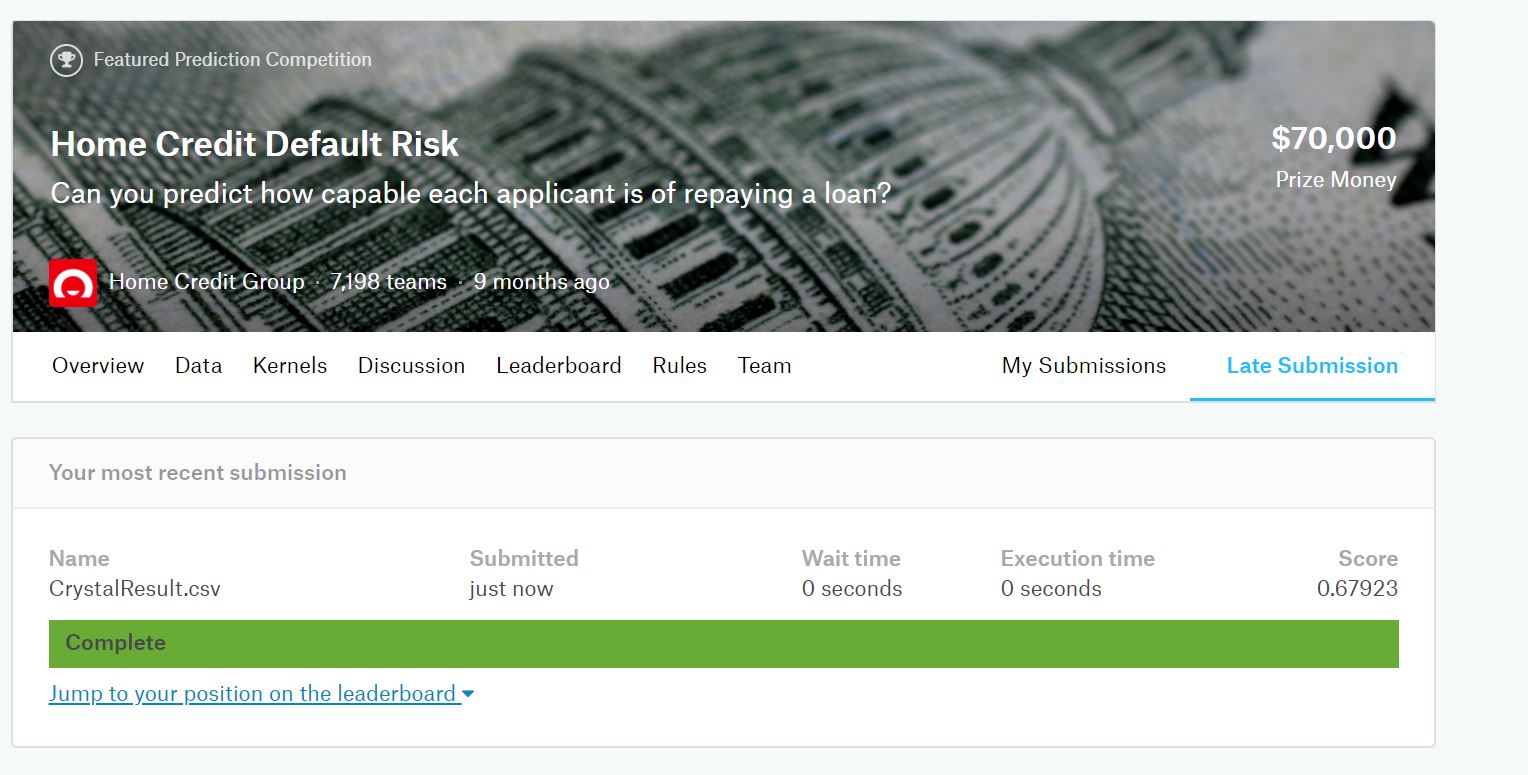 Featured Prediction Competition
Home Credit Default Risk
Can you predict how capable each applicant is of repaying a loan?
$70,000
Prize Money
Home Credit Group · 7,198 teams · 9 months ago
Overview Data Kernels Discussion Leaderboard Rules Team My Submissions Late Submission
Your most recent submission
Name Submitted Wait time Execution time Score
CrystalResult.csv just now 0 seconds 0 seconds 0.67923
Complete
Jump to your position on the leaderboard